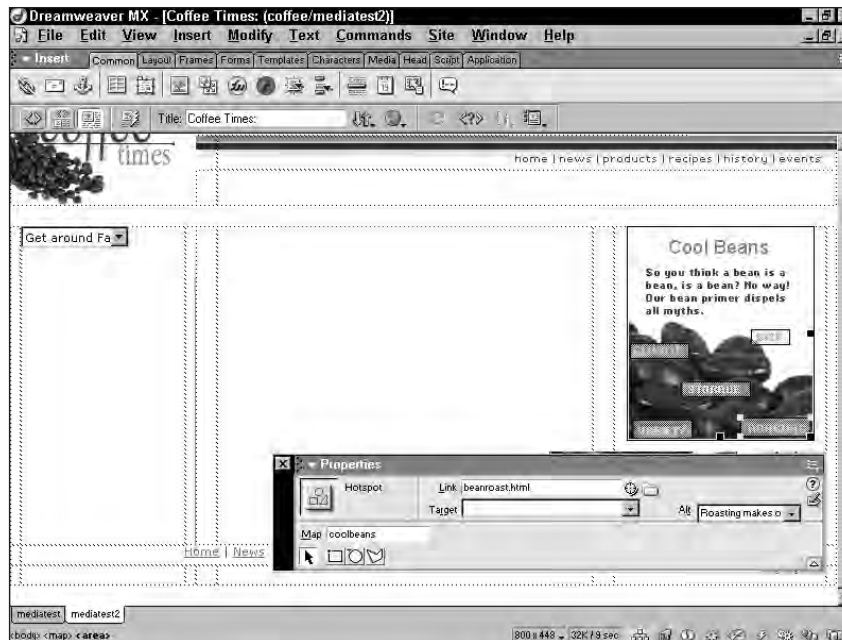 Dreamweaver MX - [Coffee Times: (coffee/mediatest2)]
File Edit View Insert Modify Text Commands Site Window Help
Insert Common Layout Frames Forms Templates Characters Media Head Script Application
Title: Coffee Times:
coffee
times
home | news | products | recipes | history | events
Get around Fa
Cool Beans
So you think a bean is a
bean, is a bean? No way!
Our bean primer dispels
all myths.
STORAGE
Properties
Hotspot
Link beanroast.html
Target
Alt Roasting makes o
Map coolbeans
Home | News
mediatest mediatest2
<body> <map> <area>
800 x 448 32K / 9 sec